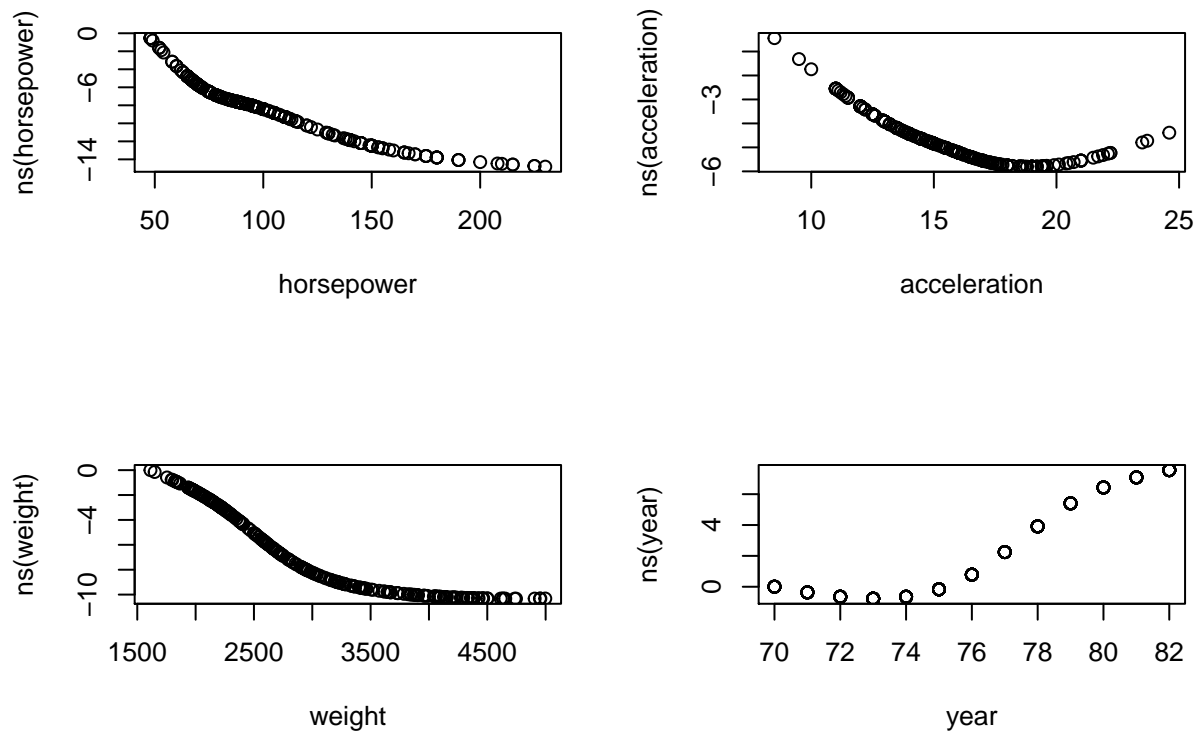 ns(horsepower)
0
−6
−14
50 100 150 200
horsepower
ns(acceleration)
−3
−6
10 15 20 25
acceleration
ns(weight)
0
−4
−10
1500 2500 3500 4500
weight
ns(year)
4
0
70 72 74 76 78 80 82
year